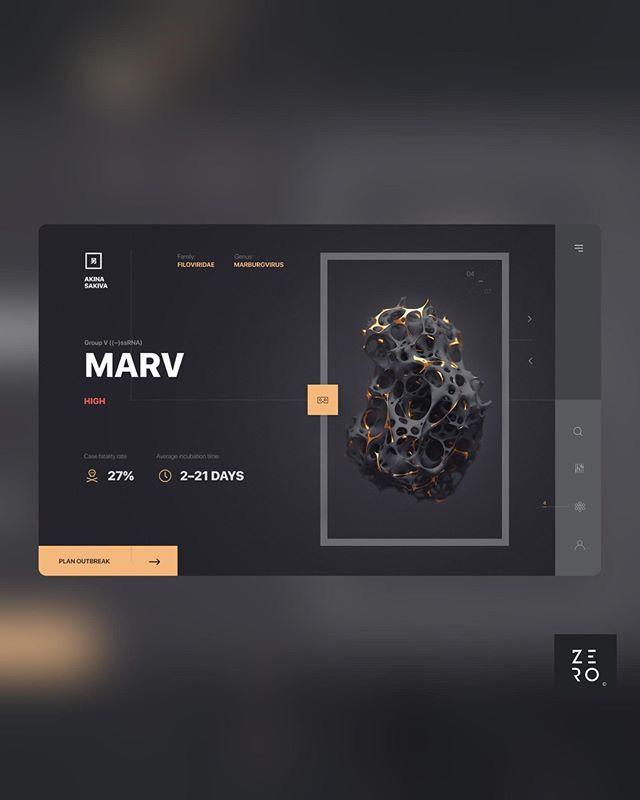 AKINA
SAKIVA
Family:
FILOVIRIDAE
Genus:
MARBURGVIRUS
04
07
Group V ((–)ssRNA)
MARV
HIGH
Case fatality rate
27%
Average incubation time:
2–21 DAYS
4
PLAN OUTBREAK
ZE
RO
©